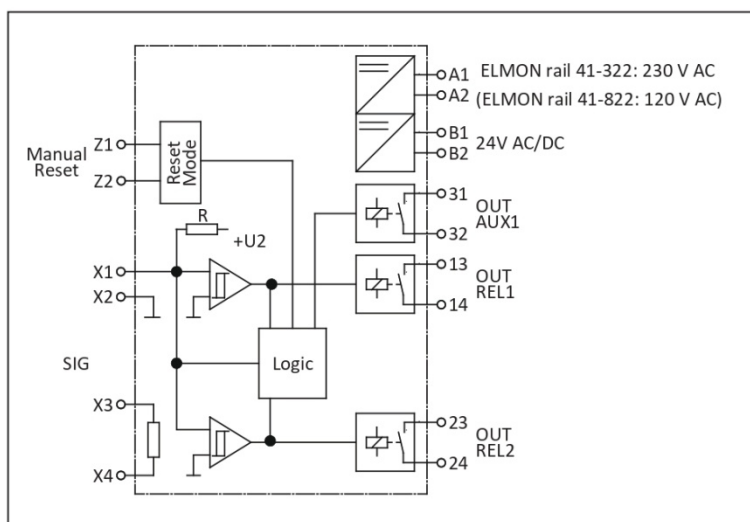 A1 ELMON rail 41-322: 230 V AC
A2 (ELMON rail 41-822: 120 V AC)
B1
B2
24V AC/DC
Manual
Reset
Z1
Z2
Reset
Mode
31
32
OUT
AUX1
R
+U2
X1
X2
13
14
OUT
REL1
SIG
Logic
X3
X4
23
24
OUT
REL2